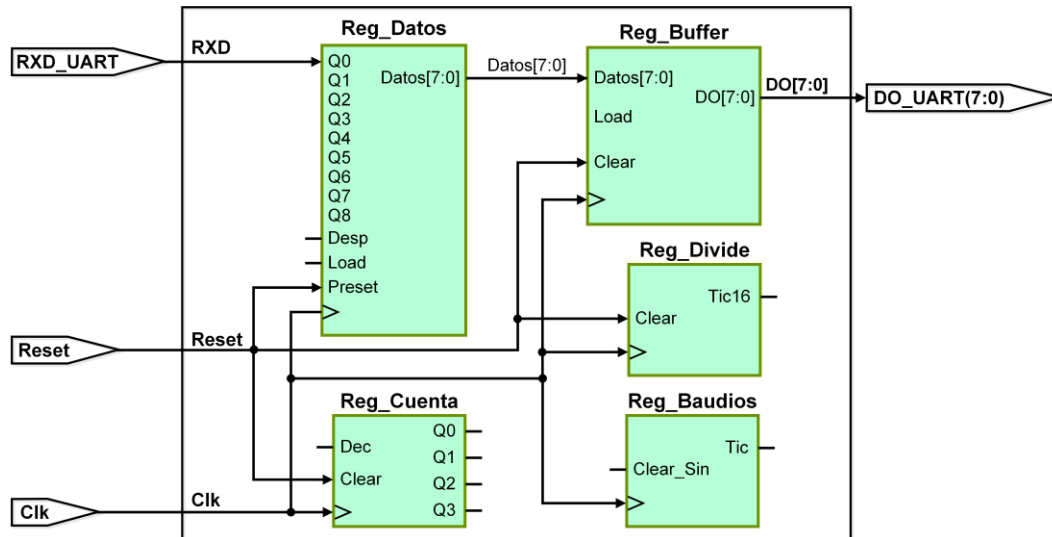 RXD_UART
RXD
Reg_Datos
Q0
Q1
Q2
Q3
Q4
Q5
Q6
Q7
Q8
Desp
Load
Preset
Datos[7:0]
Datos[7:0]
Reg_Buffer
Datos[7:0]
Load
Clear
DO[7:0]
DO[7:0]
DO_UART(7:0)
Reg_Divide
Tic16
Clear
Reset
Reset
Reg_Cuenta
Dec
Clear
Q0
Q1
Q2
Q3
Reg_Baudios
Tic
Clear_Sin
Clk
Clk